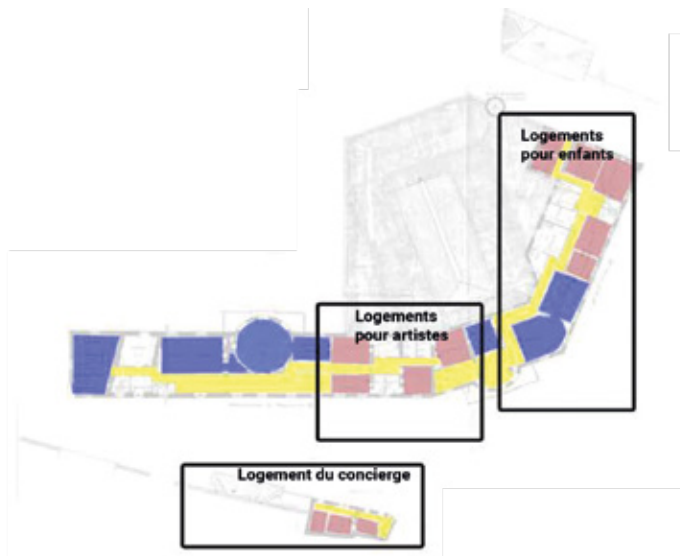 Logements
pour enfants
Logements
pour artistes
Logement du concierge